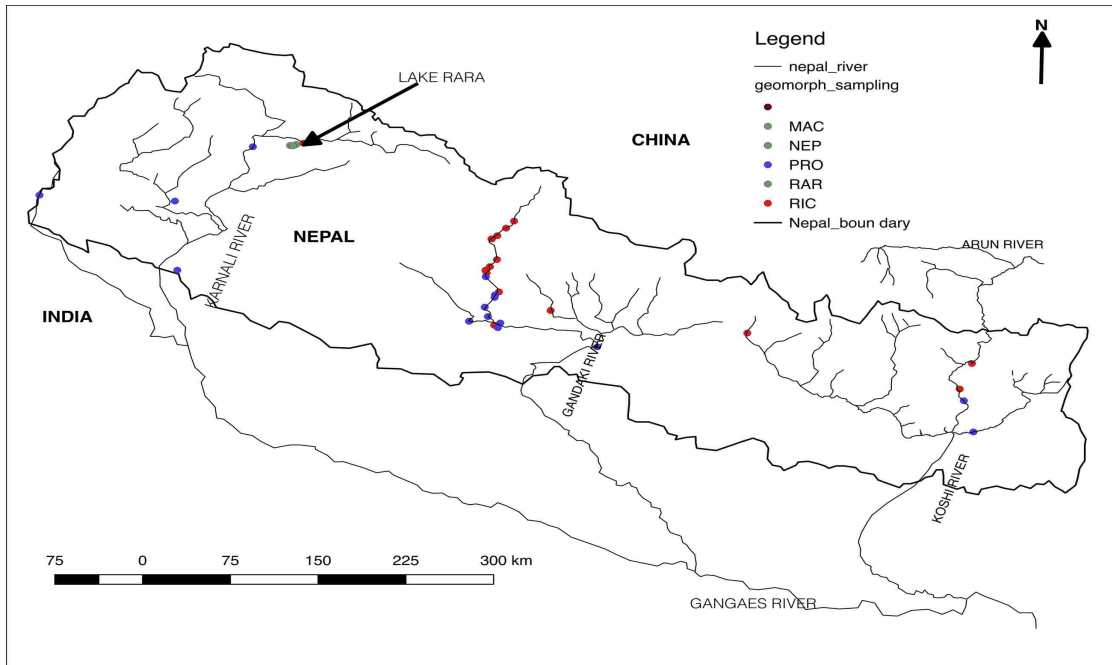 N
Legend
nepal_river
geomorph_sampling
MAC
NEP
PRO
RAR
RIC
Nepal_boun dary
LAKE RARA
CHINA
NEPAL
ARUN RIVER
KARNALI RIVER
INDIA
GANDAKI RIVER
KOSHI RIVER
75 0 75 150 225 300 km
GANGAES RIVER